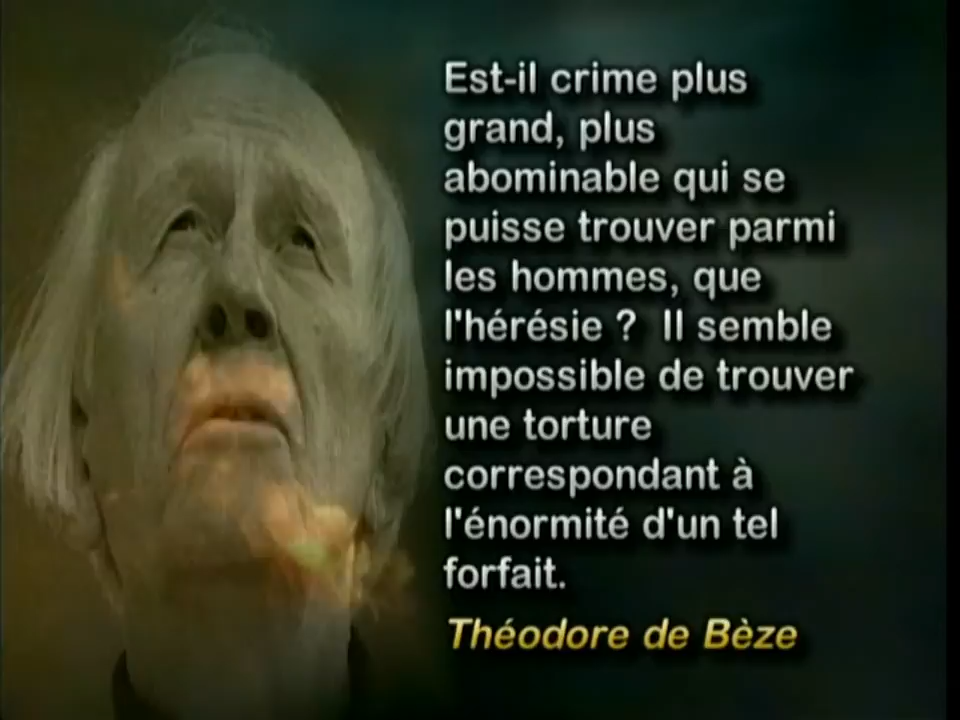 Est-il crime plus
grand, plus
abominable qui se
puisse trouver parmi
les hommes, que
l'hérésie ?  Il semble
impossible de trouver
une torture
correspondant à
l'énormité d'un tel
forfait.
Théodore de Bèze